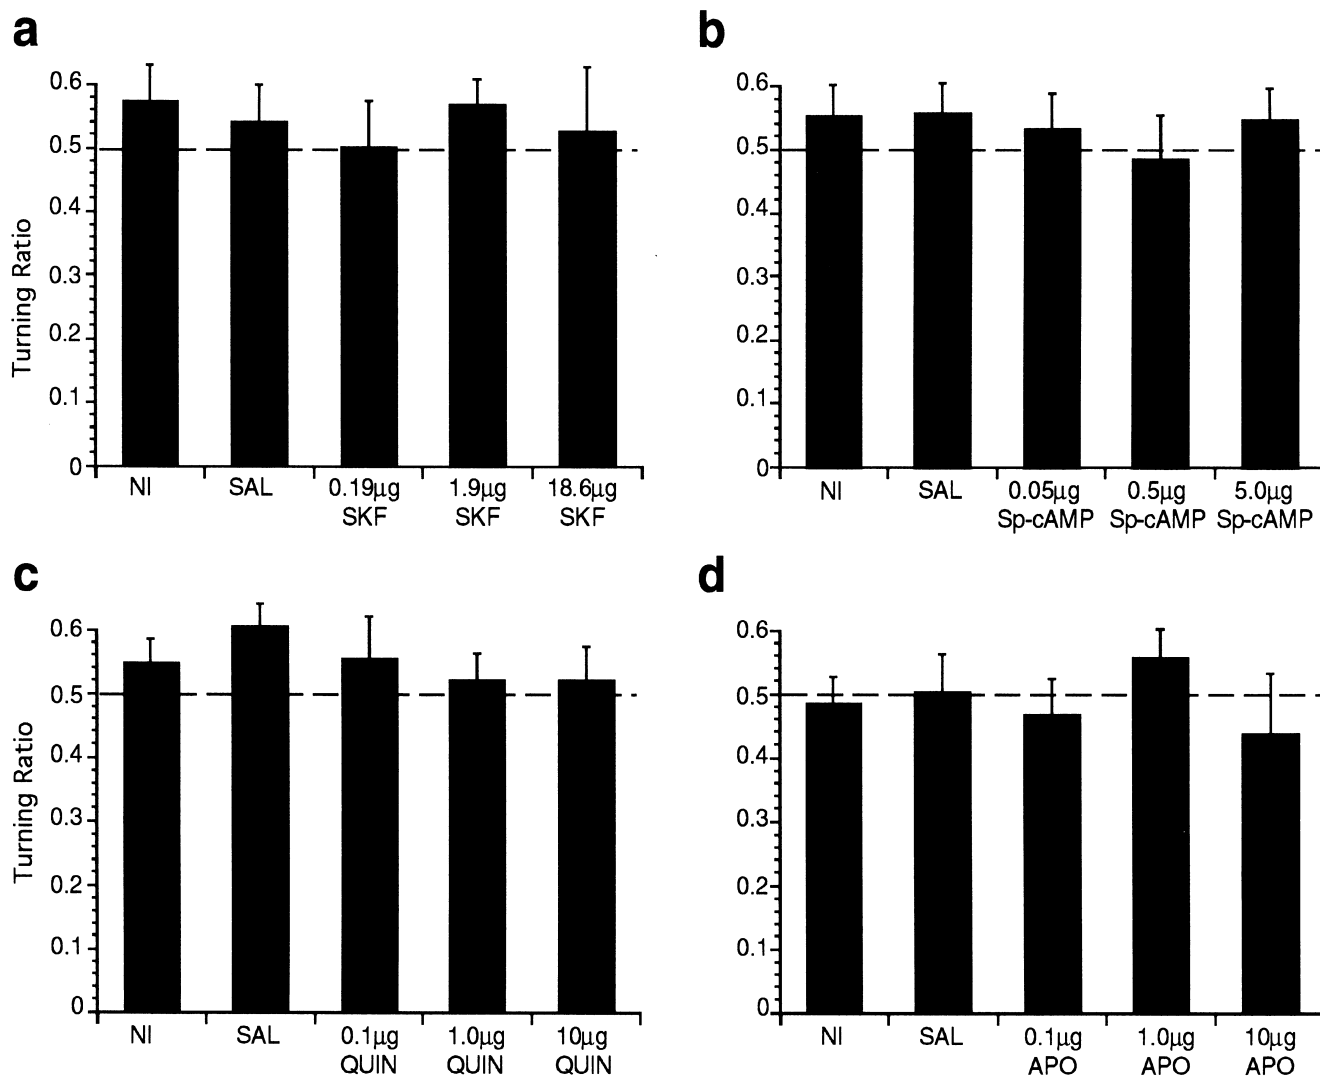 a
0.6
0.5
0.4
0.3
0.2
0.1
0
Turning Ratio
NI SAL 0.19µg 1.9µg 18.6µg
SKF SKF SKF
b
0.6
0.5
0.4
0.3
0.2
0.1
0
NI SAL 0.05µg 0.5µg 5.0µg
Sp-cAMP Sp-cAMP Sp-cAMP
c
0.6
0.5
0.4
0.3
0.2
0.1
0
Turning Ratio
NI SAL 0.1µg 1.0µg 10µg
QUIN QUIN QUIN
d
0.6
0.5
0.4
0.3
0.2
0.1
0
NI SAL 0.1µg 1.0µg 10µg
APO APO APO